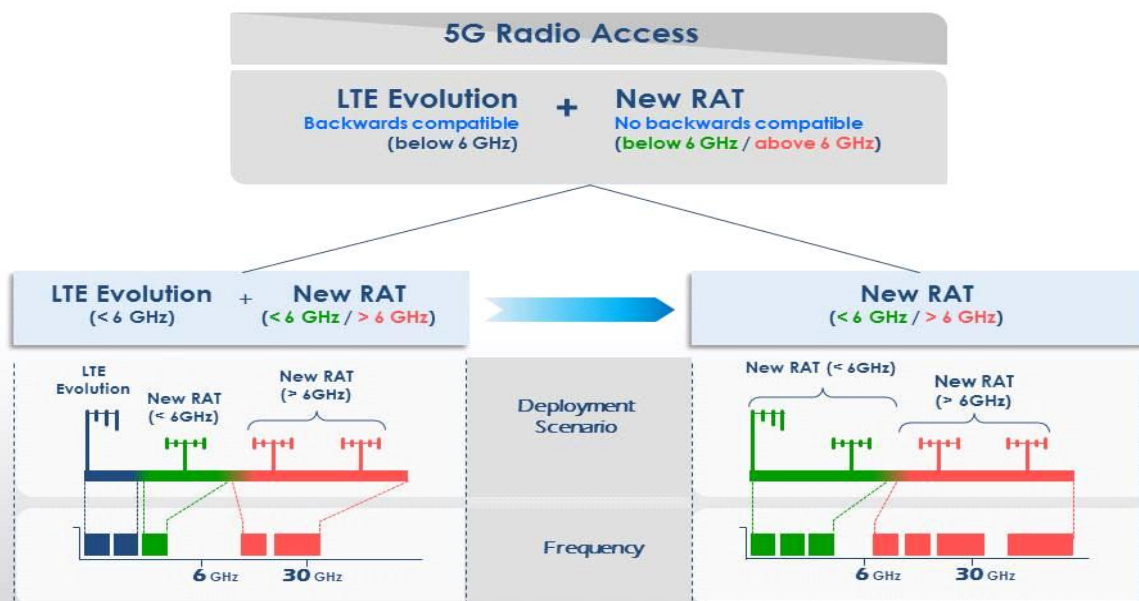 5G Radio Access
LTE Evolution + New RAT
Backwards compatible No backwards compatible
(below 6 GHz) (below 6 GHz / above 6 GHz)
LTE Evolution + New RAT
(< 6 GHz) (< 6 GHz / > 6 GHz)
New RAT
(< 6 GHz / > 6 GHz)
LTE
Evolution
New RAT
(< 6GHz)
New RAT
(> 6GHz)
Deployment
Scenario
New RAT (< 6GHz)
New RAT
(> 6GHz)
6 GHz 30 GHz
Frequency
6 GHz 30 GHz